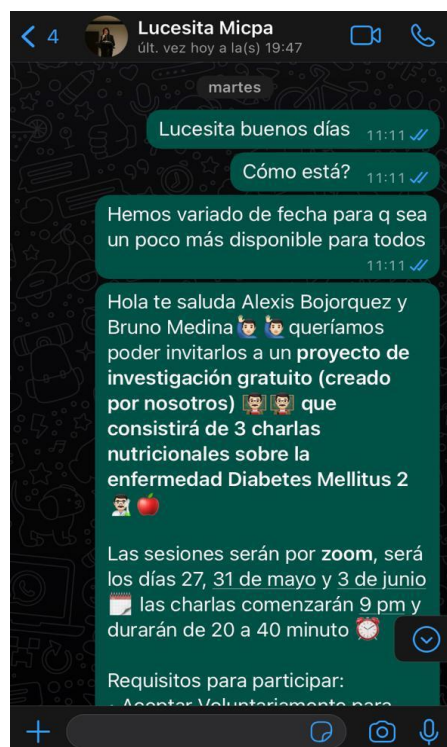 4
Lucesita Micpa
últ. vez hoy a la(s) 19:47
martes
Lucesita buenos días 11:11
Cómo está? 11:11
Hemos variado de fecha para q sea
un poco más disponible para todos
11:11
Hola te saluda Alexis Bojorquez y
Bruno Medina🙋🏻‍♂️🙋🏻‍♂️ queríamos
poder invitarlos a un proyecto de
investigación gratuito (creado
por nosotros) 👨🏻‍🏫👨🏻‍🏫 que
consistirá de 3 charlas
nutricionales sobre la
enfermedad Diabetes Mellitus 2
👨🏻‍⚕️🍎
Las sesiones serán por zoom, será
los días 27, 31 de mayo y 3 de junio
🗓️ las charlas comenzarán 9 pm y
durarán de 20 a 40 minuto ⏰
Requisitos para participar:
- Aceptar Voluntariamente para